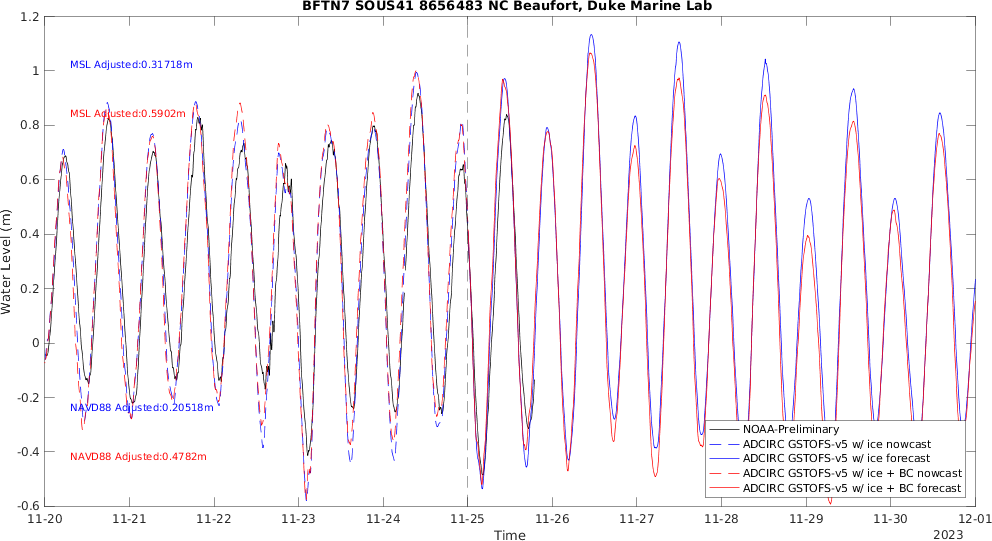 BFTN7 SOUS41 8656483 NC Beaufort, Duke Marine Lab
1.2
1
0.8
0.6
0.4
0.2
0
-0.2
-0.4
-0.6
Water Level (m)
MSL Adjusted:0.31718m
MSL Adjusted:0.5902m
NAVD88 Adjusted:0.20518m
NAVD88 Adjusted:0.4782m
NOAA-Preliminary
ADCIRC GSTOFS-v5 w/ ice nowcast
ADCIRC GSTOFS-v5 w/ ice forecast
ADCIRC GSTOFS-v5 w/ ice + BC nowcast
ADCIRC GSTOFS-v5 w/ ice + BC forecast
11-20 11-21 11-22 11-23 11-24 11-25 11-26 11-27 11-28 11-29 11-30 12-01
Time
2023